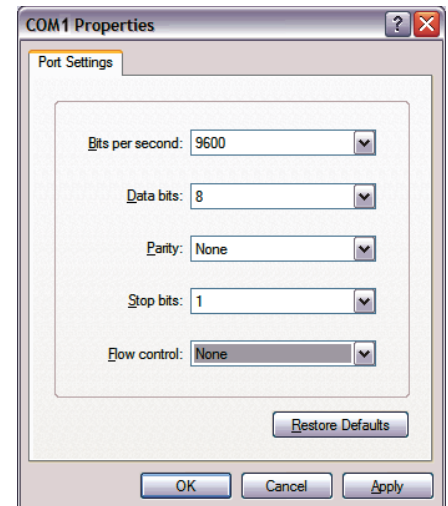 COM1 Properties
Port Settings
Bits per second: 9600
Data bits: 8
Parity: None
Stop bits: 1
Flow control: None
Restore Defaults
OK Cancel Apply